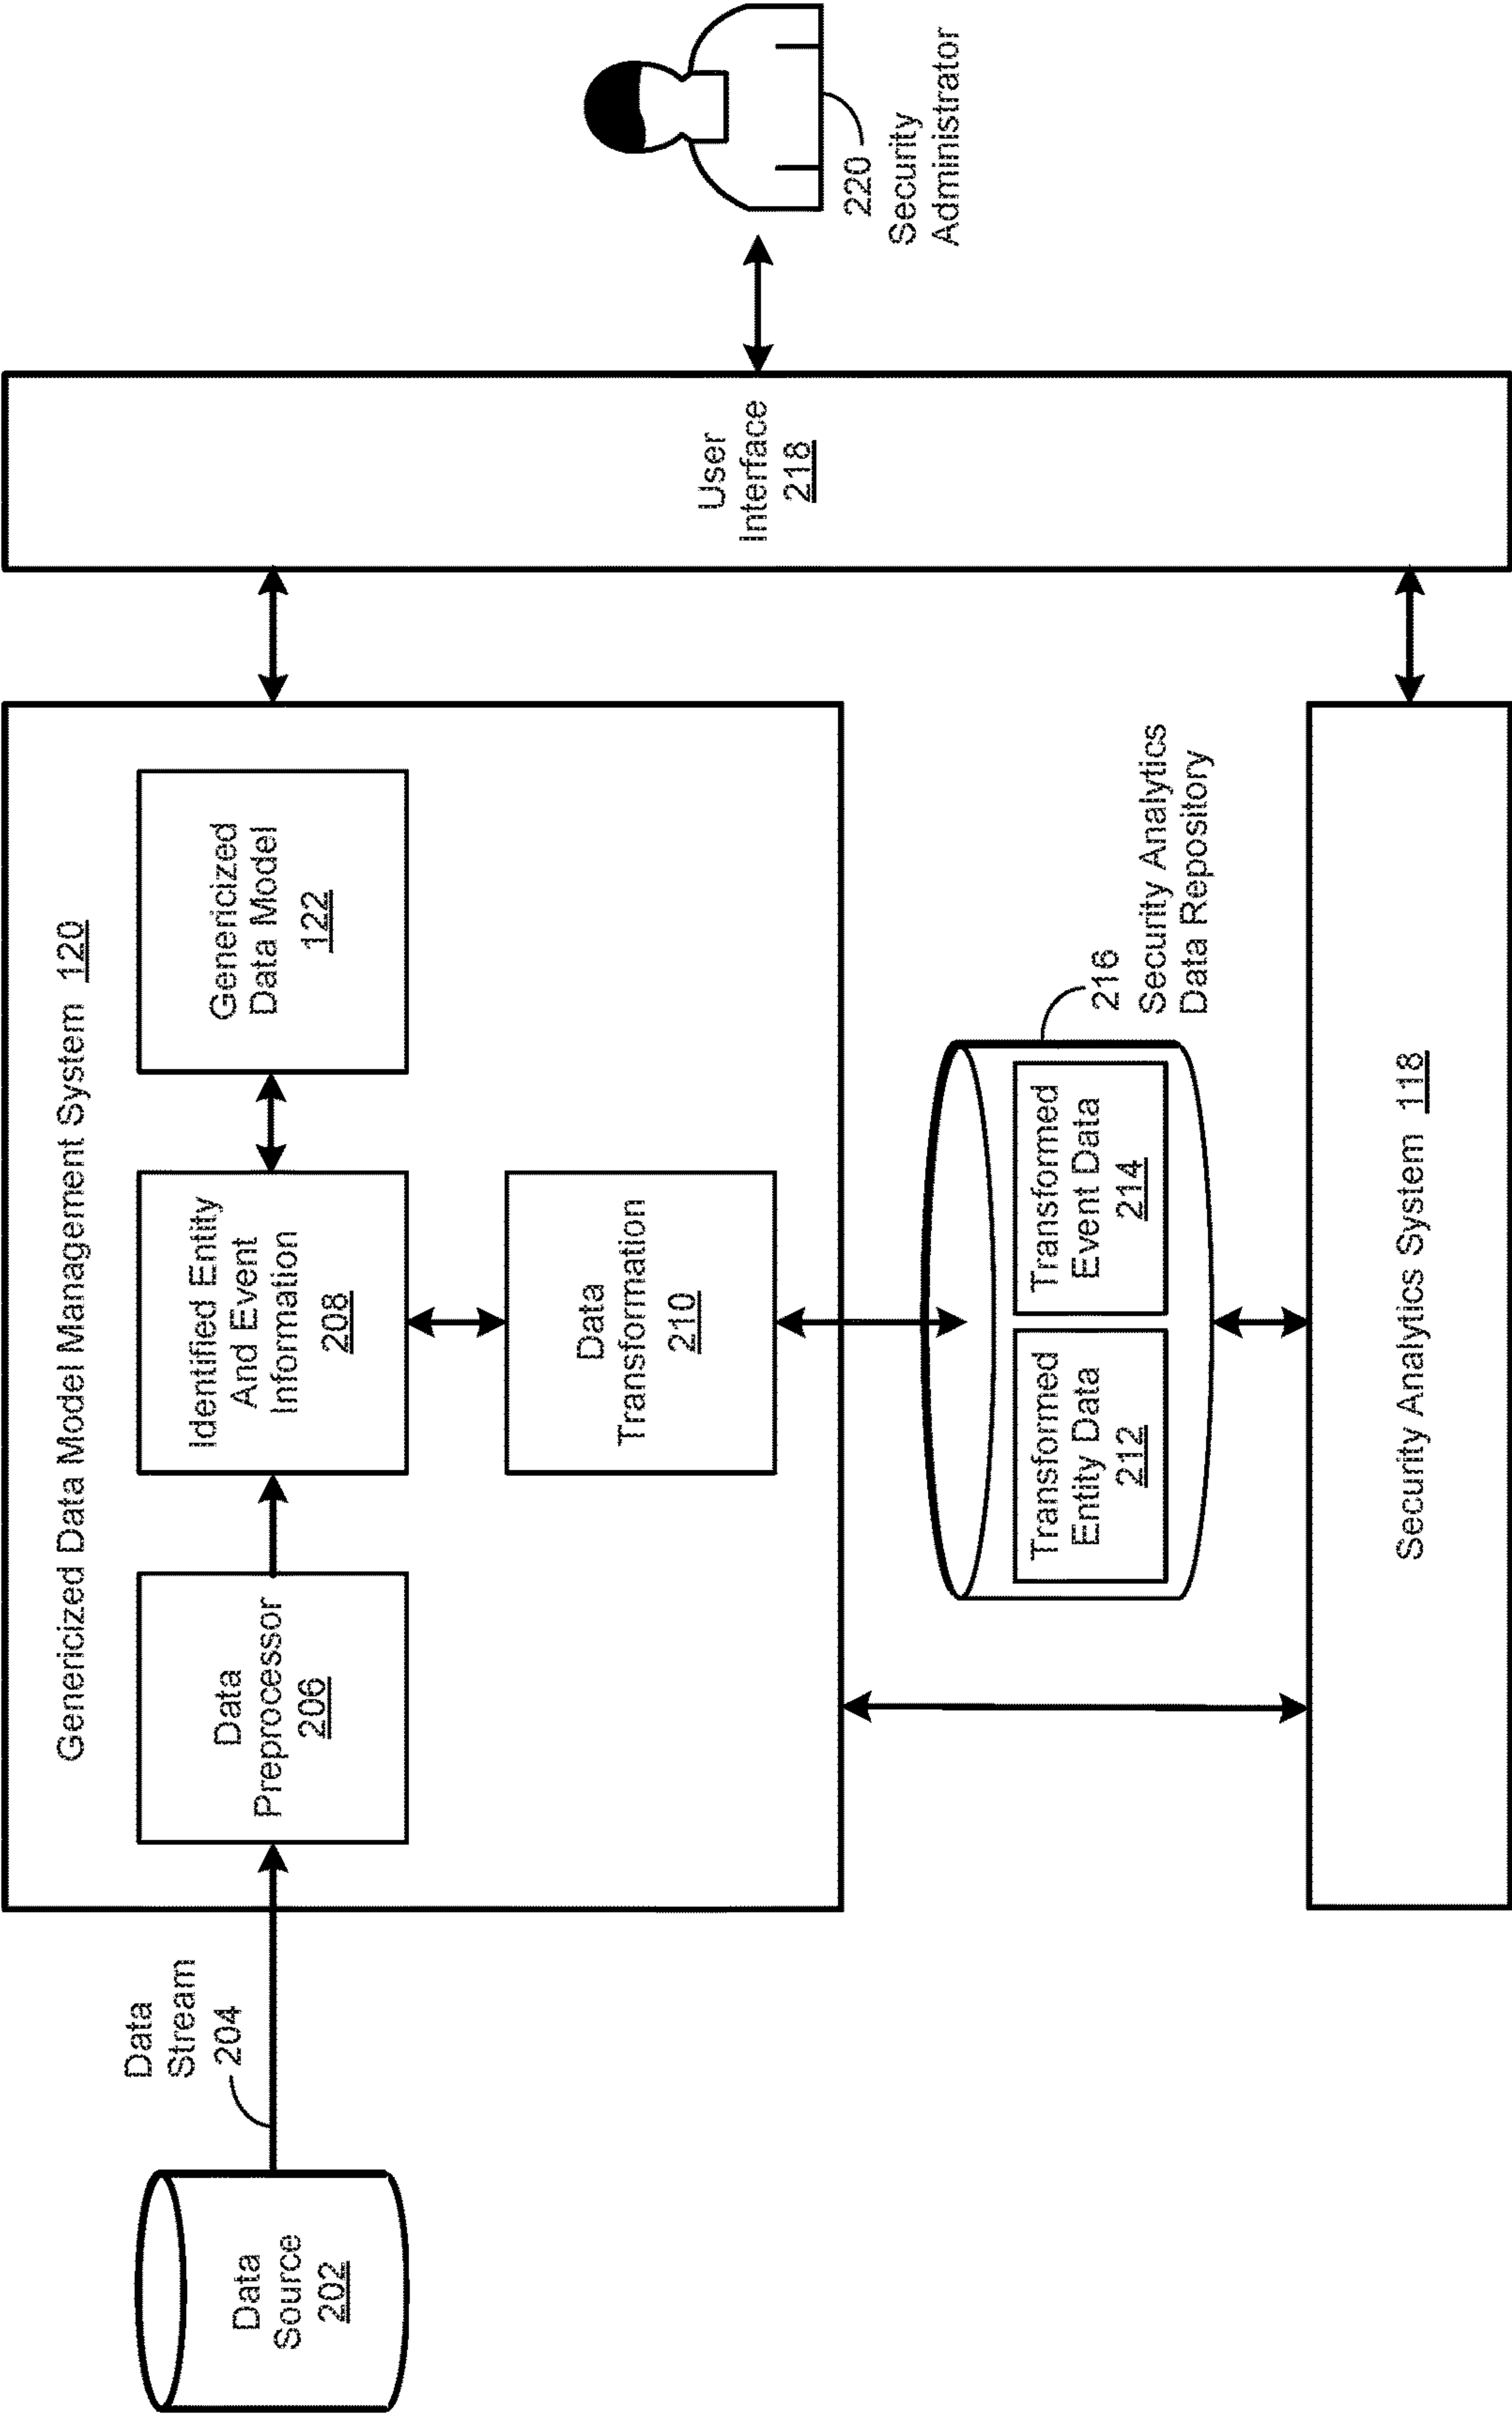 Genericized Data Model Management System 120
Data
Stream
204
Data
Source
202
Data
Preprocessor
206
Identified Entity
And Event
Information
208
Genericized
Data Model
122
Data
Transformation
210
User
Interface
218
220
Security
Administrator
216
Security Analytics
Data Repository
Transformed
Entity Data
212
Transformed
Event Data
214
Security Analytics System 118